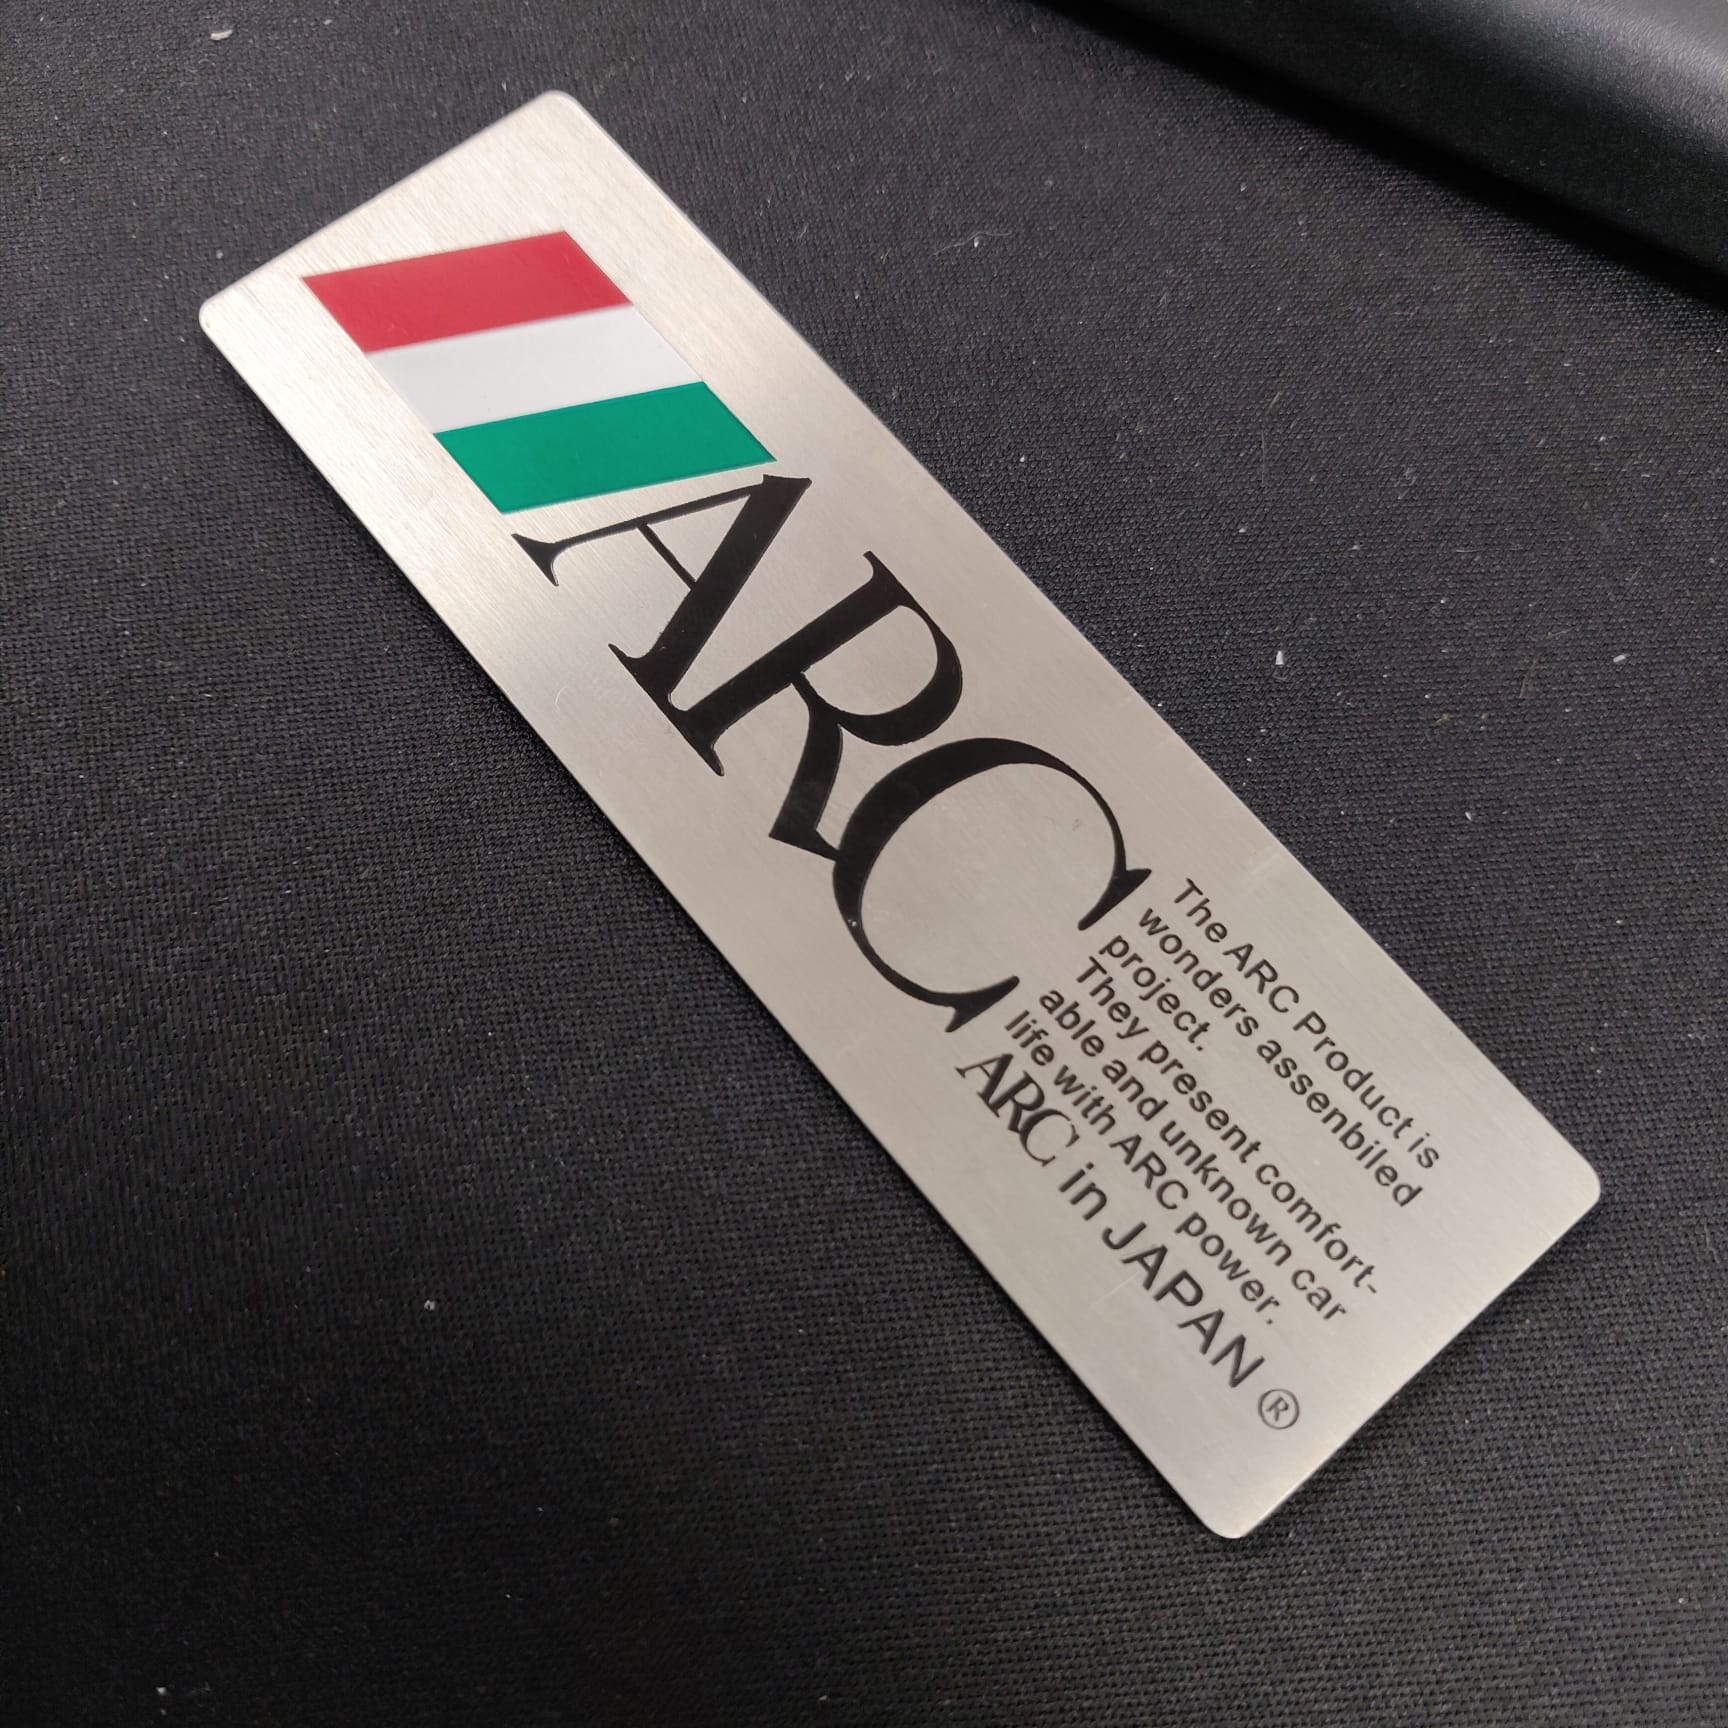 ARC
The ARC Product is
wonders assenbiled
project.
They present comfort-
able and unknown car
life with ARC power.
ARC in JAPAN ®